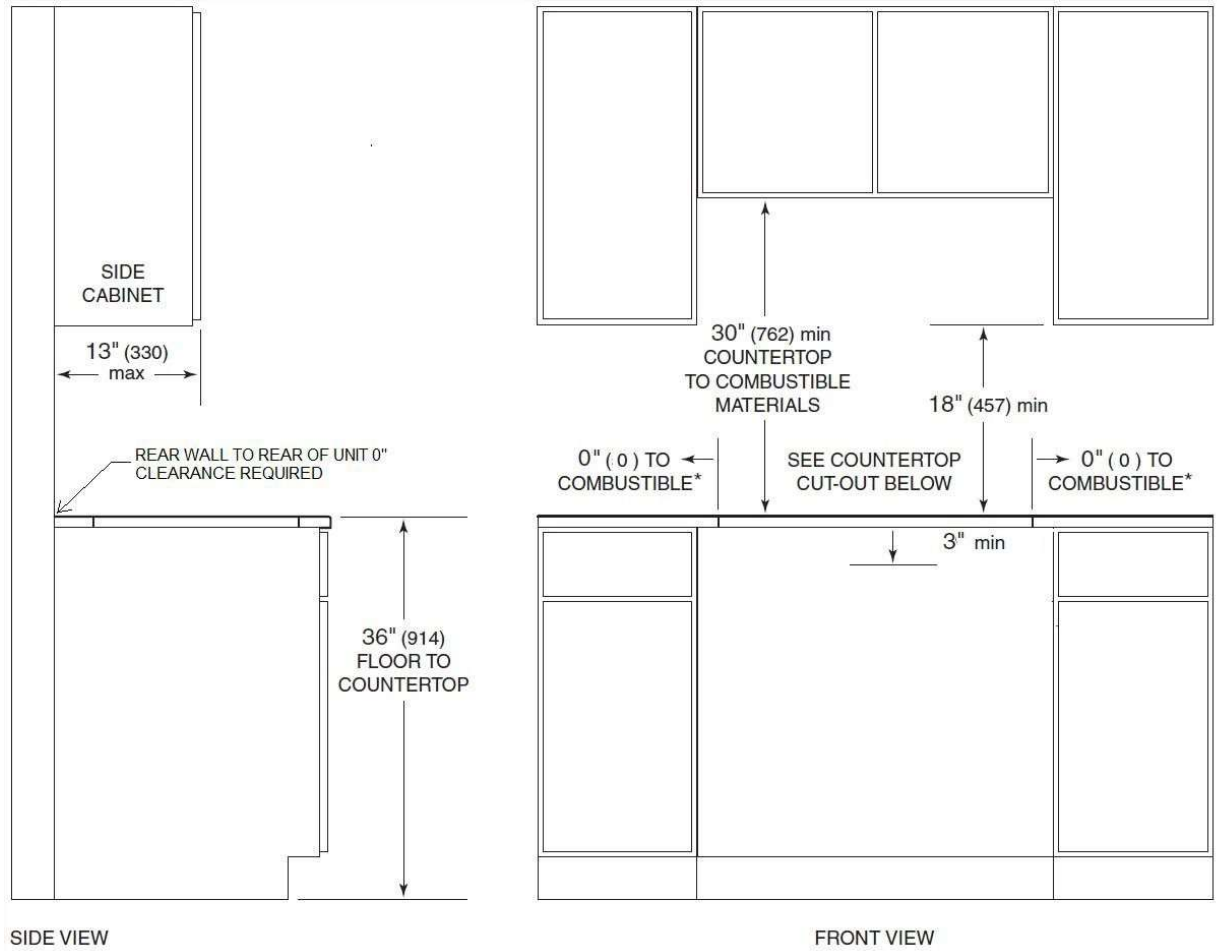 SIDE
CABINET
13" (330)
max
REAR WALL TO REAR OF UNIT 0"
CLEARANCE REQUIRED
36" (914)
FLOOR TO
COUNTERTOP
SIDE VIEW
30" (762) min
COUNTERTOP
TO COMBUSTIBLE
MATERIALS
18" (457) min
0" ( 0 ) TO
COMBUSTIBLE*
SEE COUNTERTOP
CUT-OUT BELOW
0" ( 0 ) TO
COMBUSTIBLE*
3" min
FRONT VIEW